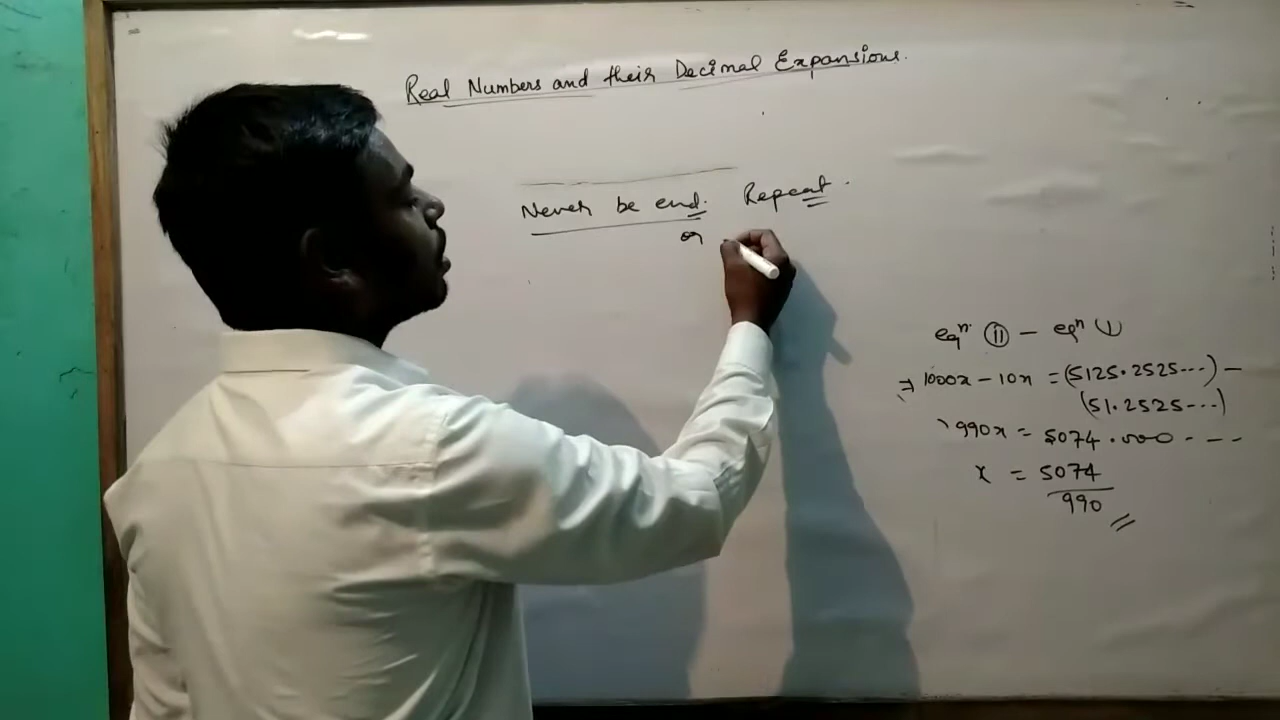 Real Numbers and their Decimal Expansions.
Never be end. Repeat.
or
eqⁿ. (ii) - eqⁿ (i)
⇒ 1000x - 10x = (5125.2525...) -
(51.2525...)
990x = 5074.000 - - -
x = 5074
990